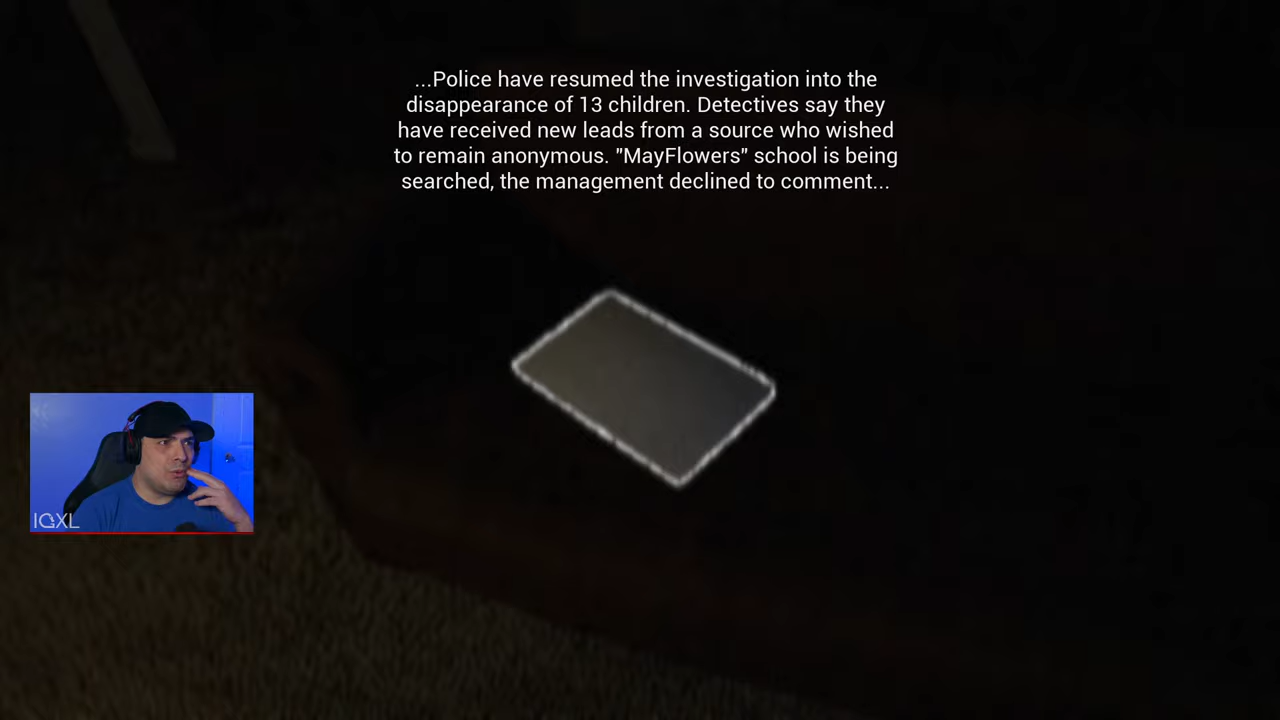 ...Police have resumed the investigation into the
disappearance of 13 children. Detectives say they
have received new leads from a source who wished
to remain anonymous. "MayFlowers" school is being
searched, the management declined to comment...
IGXL